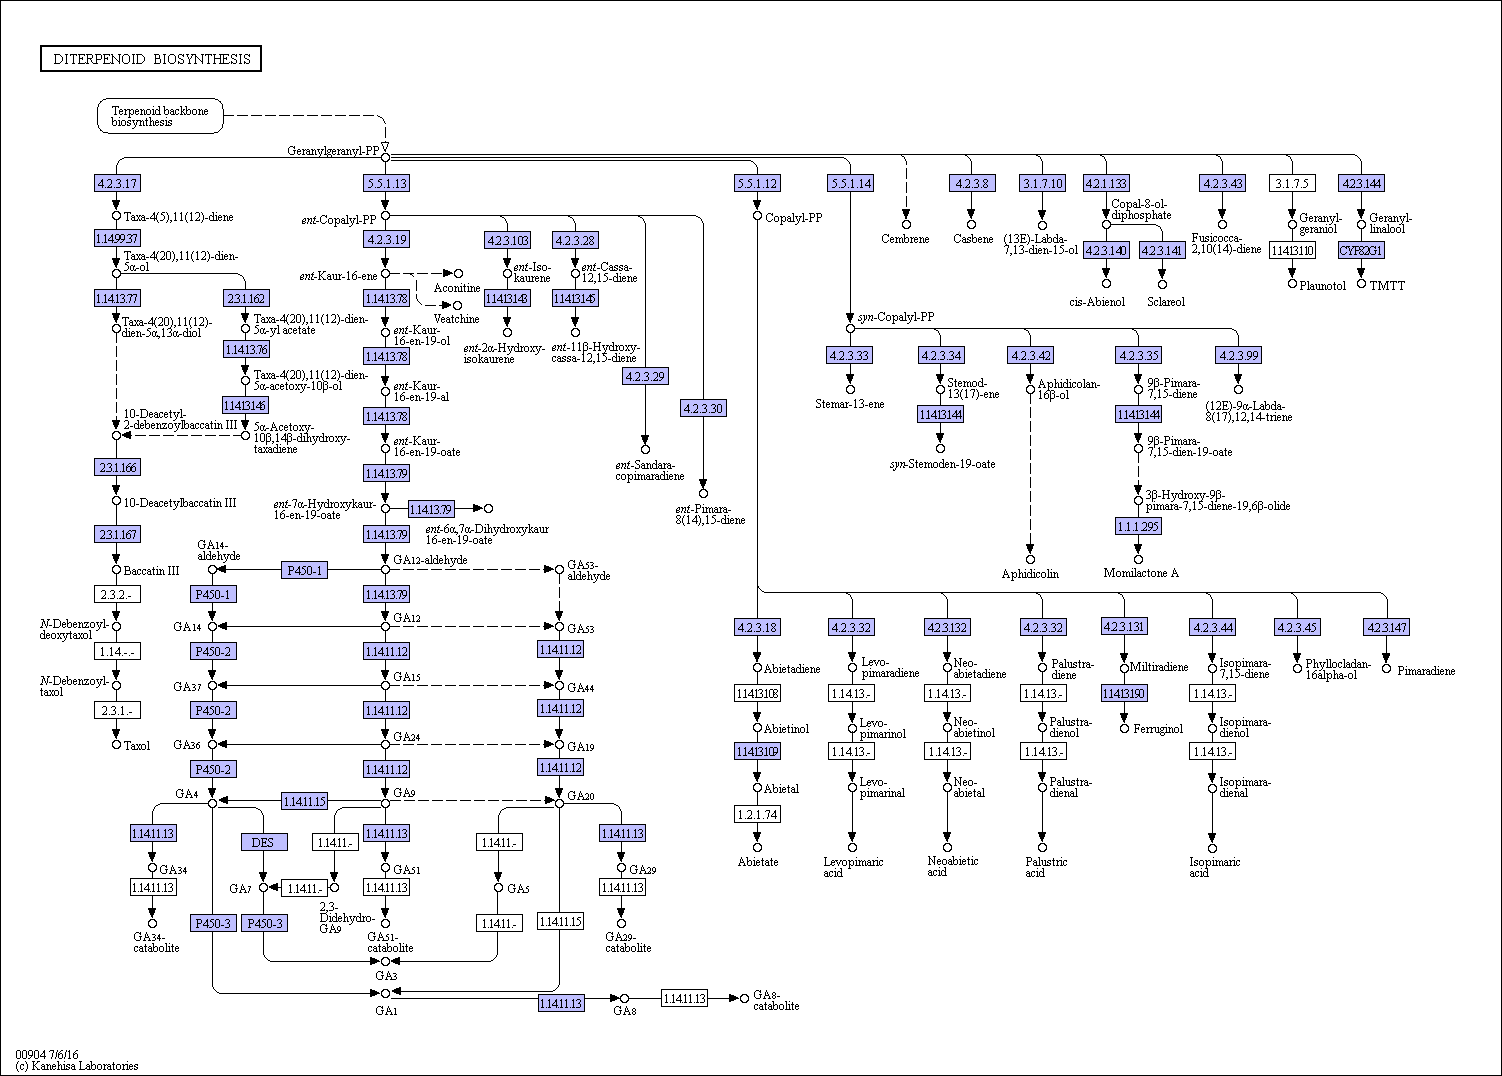 DITERPENOID BIOSYNTHESIS
Terpenoid backbone
biosynthesis
Geranylgeranyl-PP
4.2.3.17
5.5.1.13
5.5.1.12
5.5.1.14
4.2.3.8
3.1.7.10
4.2.1.133
4.2.3.43
3.1.7.5
4.2.3.144
Taxa-4(5),11(12)-diene
ent-Copalyl-PP
Copalyl-PP
Cembrene
Casbene
(13E)-Labda-
7,13-dien-15-ol
Copal-8-ol-
diphosphate
Fusicocca-
2,10(14)-diene
Geranyl-
geraniol
Geranyl-
linalool
1.14.99.37
4.2.3.19
4.2.3.103
4.2.3.28
4.2.3.140
4.2.3.141
1.14.13.110
CYP82G1
Taxa-4(20),11(12)-dien-
5α-ol
ent-Kaur-16-ene
Aconitine
Veatchine
ent-Iso-
kaurene
ent-Cassa-
12,15-diene
cis-Abienol
Sclareol
Plaunotol
TMTT
1.14.13.77
2.3.1.162
1.14.13.78
1.14.13.143
1.14.13.145
Taxa-4(20),11(12)-
dien-5α,13α-diol
Taxa-4(20),11(12)-dien-
5α-yl acetate
ent-Kaur-
16-en-19-ol
ent-2α-Hydroxy-
isokaurene
ent-11β-Hydroxy-
cassa-12,15-diene
syn-Copalyl-PP
1.14.13.76
1.14.13.78
4.2.3.29
4.2.3.30
4.2.3.33
4.2.3.34
4.2.3.42
4.2.3.35
4.2.3.99
Taxa-4(20),11(12)-dien-
5α-acetoxy-10β-ol
ent-Kaur-
16-en-19-al
Stemar-13-ene
Stemod-
13(17)-ene
Aphidicolan-
16β-ol
9β-Pimara-
7,15-diene
(12E)-9α-Labda-
8(17),12,14-triene
1.14.13.146
1.14.13.78
1.14.13.144
1.14.13.144
10-Deacetyl-
2-debenzoylbaccatin III
5α-Acetoxy-
10β,14β-dihydroxy-
taxadiene
ent-Kaur-
16-en-19-oate
ent-Sandara-
copimaradiene
syn-Stemoden-19-oate
9β-Pimara-
7,15-dien-19-oate
2.3.1.166
1.14.13.79
10-Deacetylbaccatin III
ent-7α-Hydroxykaur-
16-en-19-oate
1.14.13.79
ent-6α,7α-Dihydroxykaur
16-en-19-oate
ent-Pimara-
8(14),15-diene
3β-Hydroxy-9β-
pimara-7,15-diene-19,6β-olide
2.3.1.167
1.14.13.79
1.1.1.295
Baccatin III
GA14-
aldehyde
P450-1
GA12-aldehyde
GA53-
aldehyde
Aphidicolin
Momilactone A
2.3.2.-
P450-1
1.14.13.79
N-Debenzoyl-
deoxytaxol
GA14
GA12
GA53
4.2.3.18
4.2.3.32
4.2.3.132
4.2.3.32
4.2.3.131
4.2.3.44
4.2.3.45
4.2.3.147
1.14.-.-
P450-2
1.14.11.12
1.14.11.12
Abietadiene
Levo-
pimaradiene
Neo-
abietadiene
Palustra-
diene
Miltiradiene
Isopimara-
7,15-diene
Phyllocladan-
16alpha-ol
Pimaradiene
N-Debenzoyl-
taxol
GA37
GA15
GA44
1.14.13.108
1.14.13.-
1.14.13.-
1.14.13.-
1.14.13.190
1.14.13.-
2.3.1.-
P450-2
1.14.11.12
1.14.11.12
Abietinol
Levo-
pimarinol
Neo-
abietinol
Palustra-
dienol
Ferruginol
Isopimara-
dienol
Taxol
GA36
GA24
GA19
1.14.13.109
1.14.13.-
1.14.13.-
1.14.13.-
1.14.13.-
P450-2
1.14.11.12
1.14.11.12
Abietal
Levo-
pimarinal
Neo-
abietal
Palustra-
dienal
Isopimara-
dienal
GA4
1.14.11.15
GA9
GA20
1.2.1.74
1.14.11.13
DES
1.14.11.-
1.14.11.13
1.14.11.-
1.14.11.13
Abietate
Levopimaric
acid
Neoabietic
acid
Palustric
acid
Isopimaric
acid
GA34
GA51
GA29
1.14.11.13
GA7
1.14.11.-
1.14.11.13
GA5
1.14.11.13
2,3-
Didehydro-
GA9
P450-3
P450-3
1.14.11.-
1.14.11.15
GA34-
catabolite
GA51-
catabolite
GA29-
catabolite
GA3
GA1
1.14.11.13
GA8
1.14.11.13
GA8-
catabolite
00904 7/6/16
(c) Kanehisa Laboratories